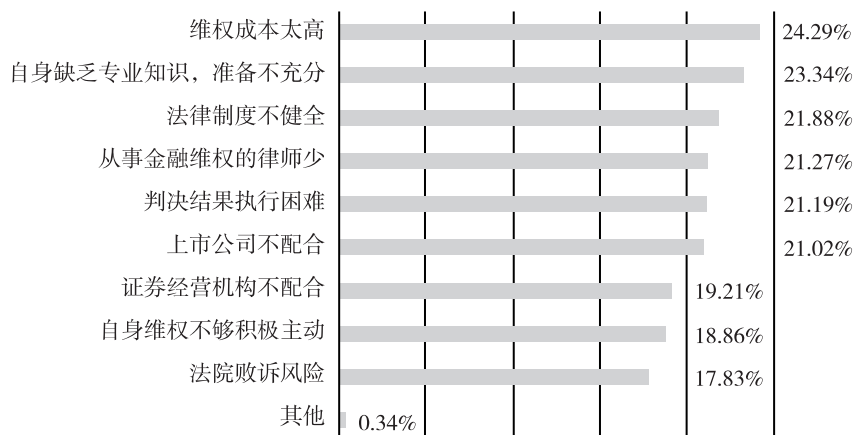 维权成本太高 24.29%
自身缺乏专业知识，准备不充分 23.34%
法律制度不健全 21.88%
从事金融维权的律师少 21.27%
判决结果执行困难 21.19%
上市公司不配合 21.02%
证券经营机构不配合 19.21%
自身维权不够积极主动 18.86%
法院败诉风险 17.83%
其他 0.34%